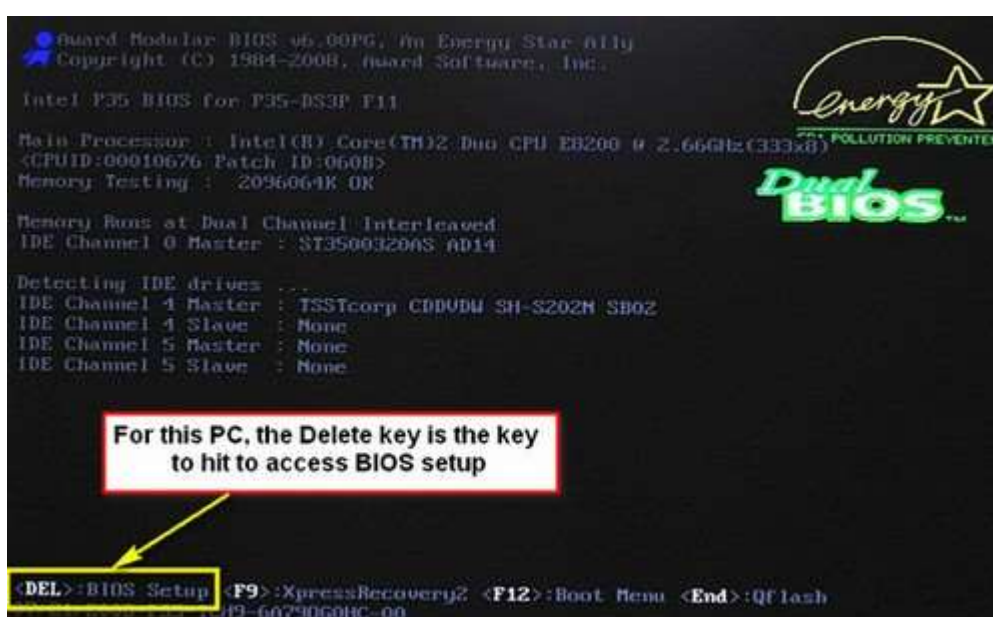 Award Modular BIOS v6.00PG, An Energy Star Ally
Copyright (C) 1984-2008, Award Software, Inc.
Intel P35 BIOS for P35-DS3P F11
energy
EPA POLLUTION PREVENTER
Main Processor : Intel(R) Core(TM)2 Duo CPU E8200 @ 2.66GHz(333x8)
<CPUID:00010676 Patch ID:060B>
Memory Testing : 2096064K OK
Dual
BIOS
TM
Memory Runs at Dual Channel Interleaved
IDE Channel 0 Master : ST3500320AS AD14
Detecting IDE drives ...
IDE Channel 4 Master : TSSTcorp CDDVDW SH-S202N SB02
IDE Channel 4 Slave : None
IDE Channel 5 Master : None
IDE Channel 5 Slave : None
For this PC, the Delete key is the key
to hit to access BIOS setup
<DEL>:BIOS Setup <F9>:XpressRecovery2 <F12>:Boot Menu <End>:Qflash